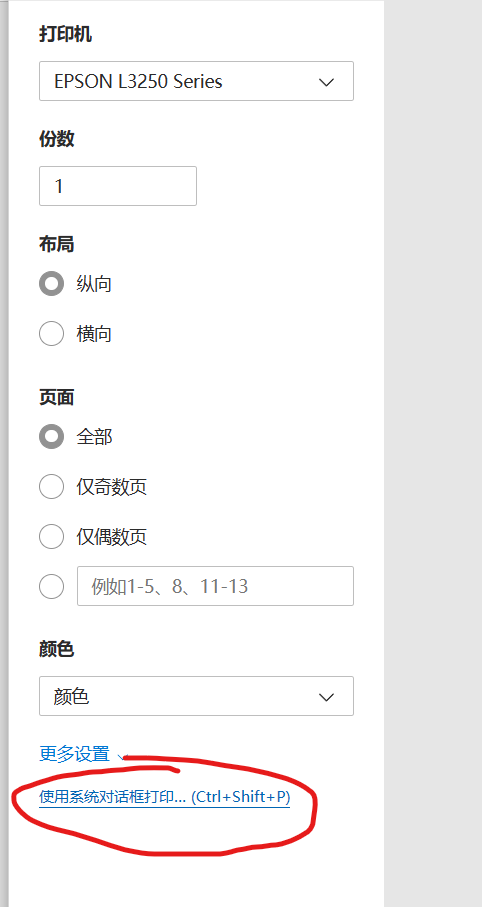 打印机
EPSON L3250 Series
份数
1
布局
纵向
横向
页面
全部
仅奇数页
仅偶数页
例如1-5、8、11-13
颜色
颜色
更多设置
使用系统对话框打印... (Ctrl+Shift+P)